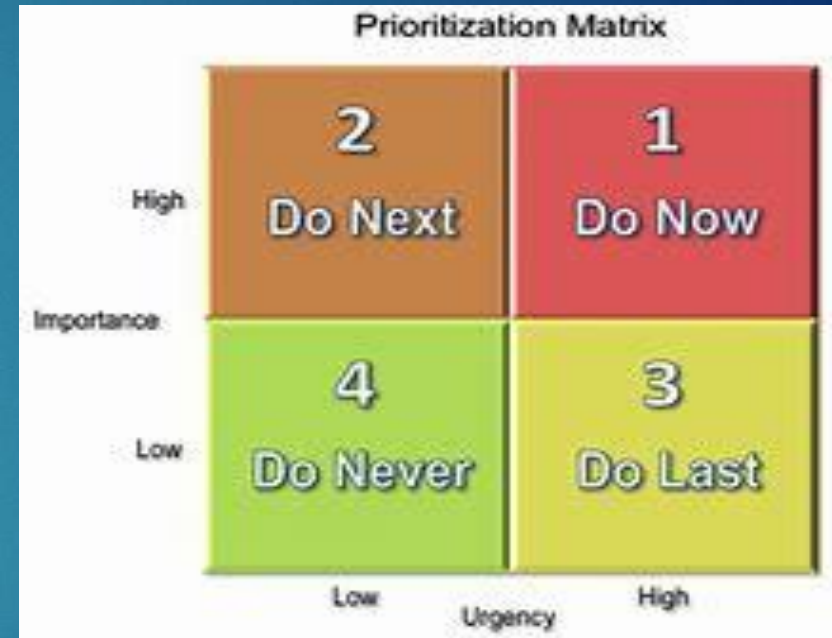 Prioritization Matrix
2
Do Next
1
Do Now
High
Importance
4
Do Never
3
Do Last
Low
Low
High
Urgency